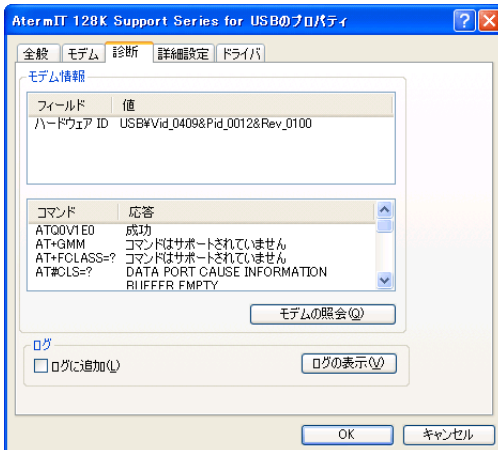 AtermIT 128K Support Series for USBのプロパティ
全般 モデム 診断 詳細設定 ドライバ
モデム情報
フィールド 値
ハードウェア ID USB¥Vid_0409&Pid_0012&Rev_0100
コマンド 応答
ATQ0V1E0 成功
AT+GMM コマンドはサポートされていません
AT+FCLASS=? コマンドはサポートされていません
AT#CLS=? DATA PORT CAUSE INFORMATION
BUFFER EMPTY
モデムの照会(Q)
ログ
ログに追加(L) ログの表示(V)
OK キャンセル